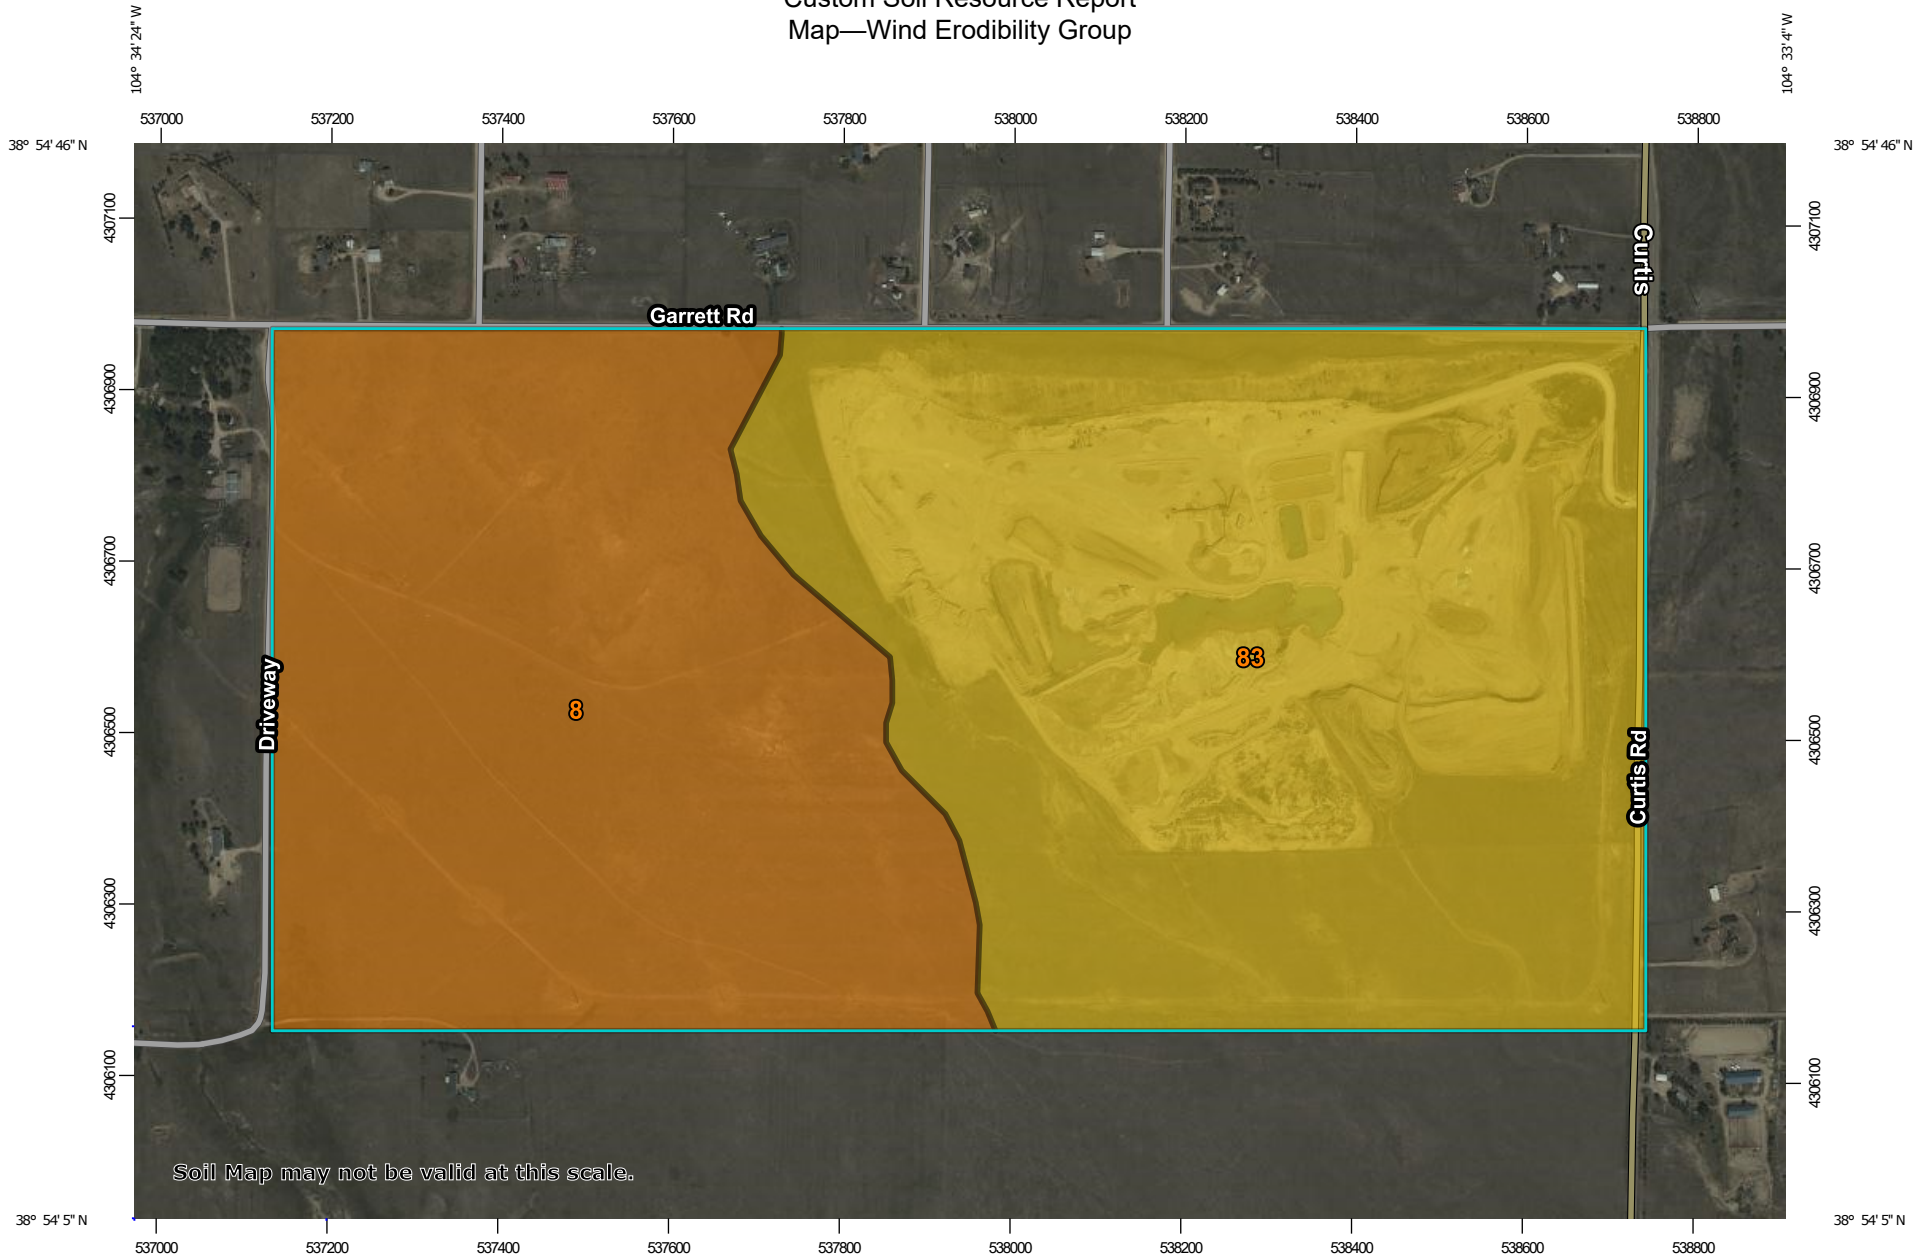 Custom Soil Resource Report
Map—Wind Erodibility Group
104° 34' 24" W
104° 33' 4" W
537000 537200 537400 537600 537800 538000 538200 538400 538600 538800
38° 54' 46" N
38° 54' 46" N
4307100
4307100
Curtis
Garrett Rd
4306900
4306900
4306700
4306700
83
Driveway
8
4306500
4306500
Curtis Rd
4306300
4306300
4306100
4306100
Soil Map may not be valid at this scale.
38° 54' 5" N
38° 54' 5" N
537000 537200 537400 537600 537800 538000 538200 538400 538600 538800